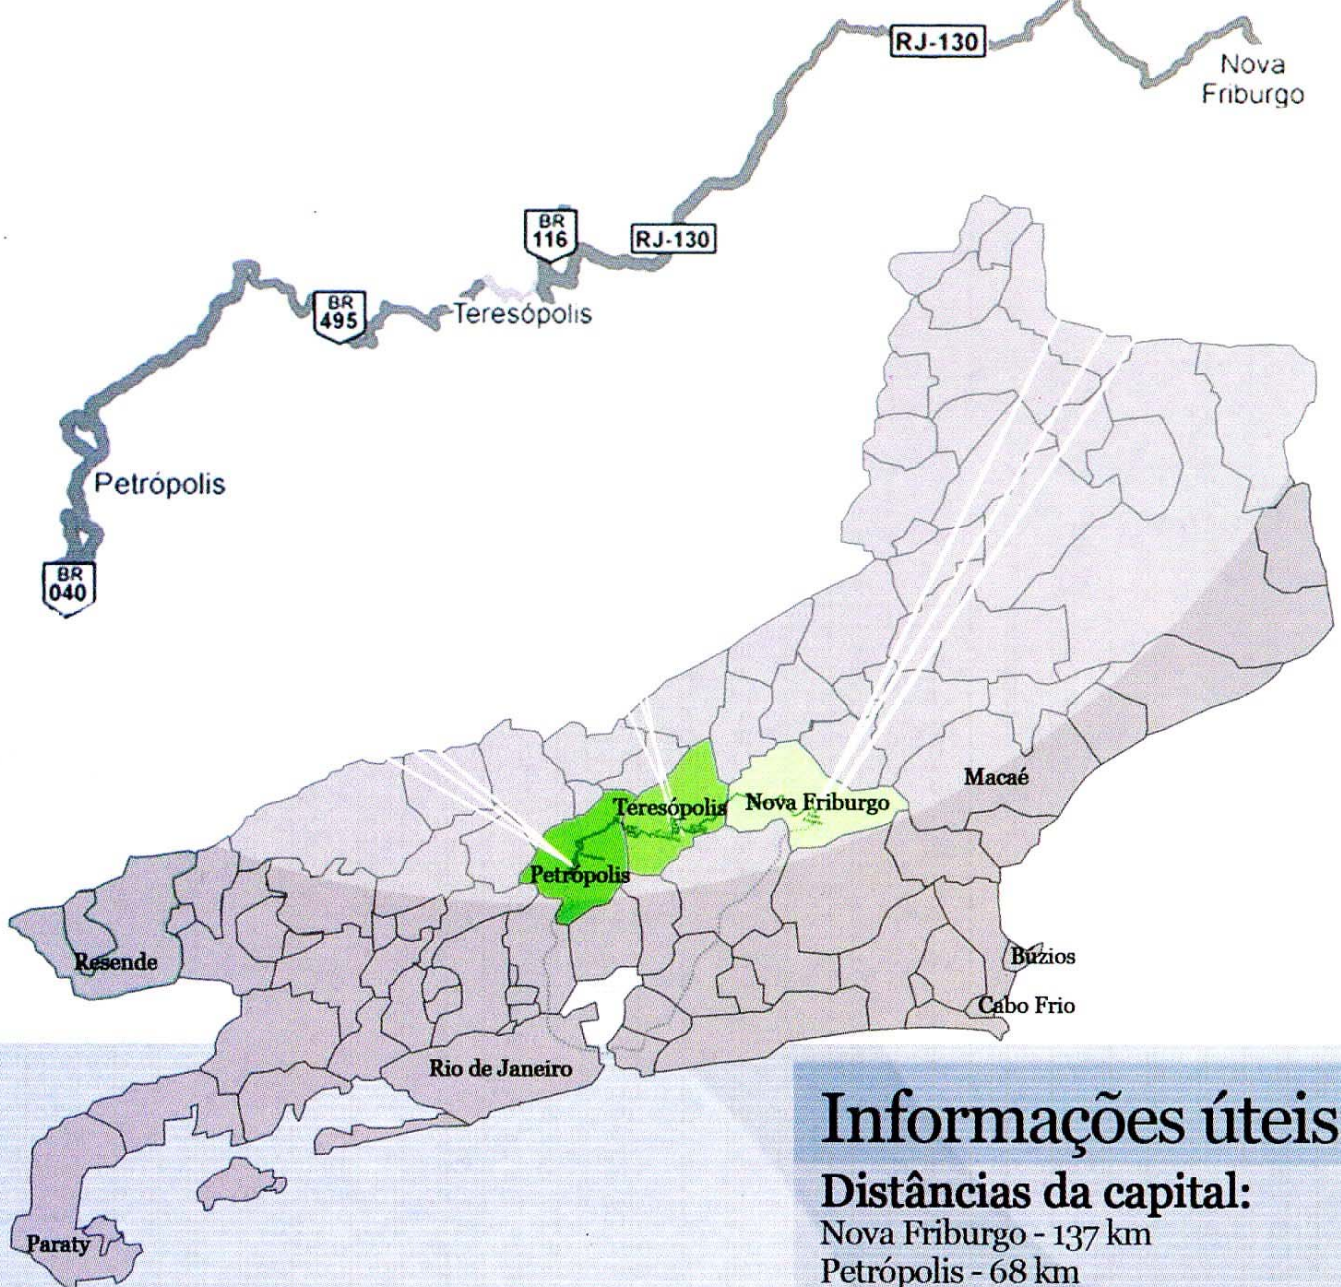 RJ-130
Nova
Friburgo
BR
116
RJ-130
BR
495
Teresópolis
Petrópolis
BR
040
Macaé
Teresópolis
Nova Friburgo
Petrópolis
Resende
Búzios
Cabo Frio
Rio de Janeiro
Paraty
Informações úteis
Distâncias da capital:
Nova Friburgo - 137 km
Petrópolis - 68 km